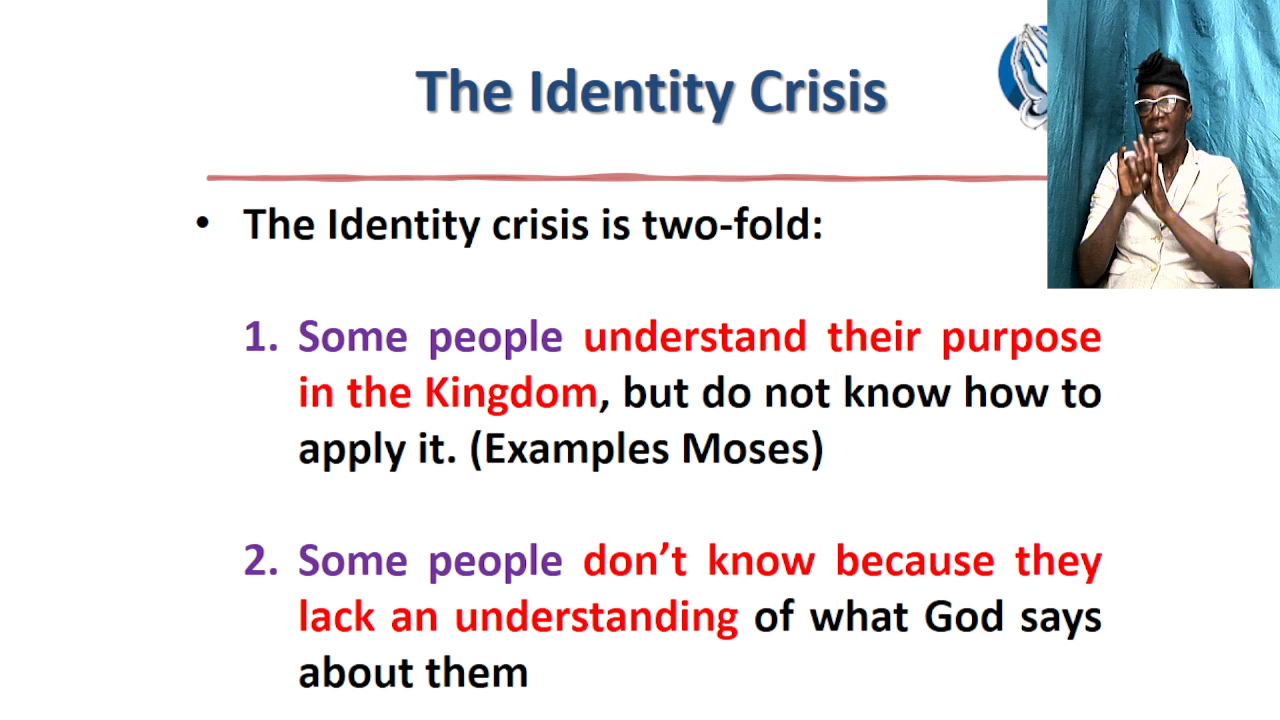 The Identity Crisis
• The Identity crisis is two-fold:
1. Some people understand their purpose
in the Kingdom, but do not know how to
apply it. (Examples Moses)
2. Some people don’t know because they
lack an understanding of what God says
about them